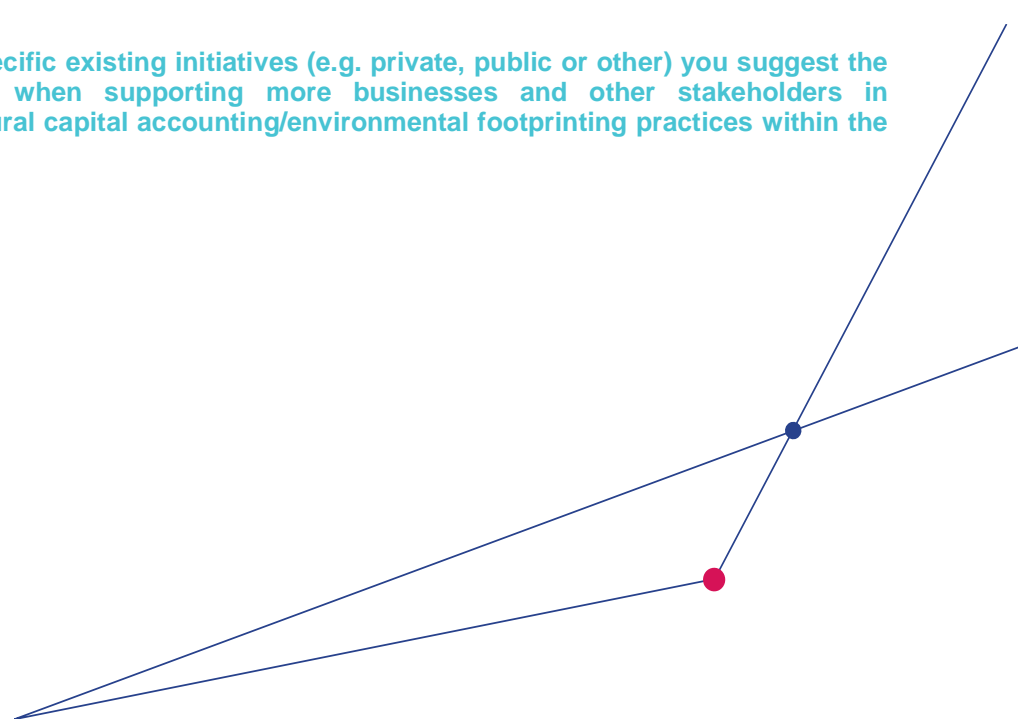 ecific existing initiatives (e.g. private, public or other) you suggest the
when supporting more businesses and other stakeholders in
ural capital accounting/environmental footprinting practices within the